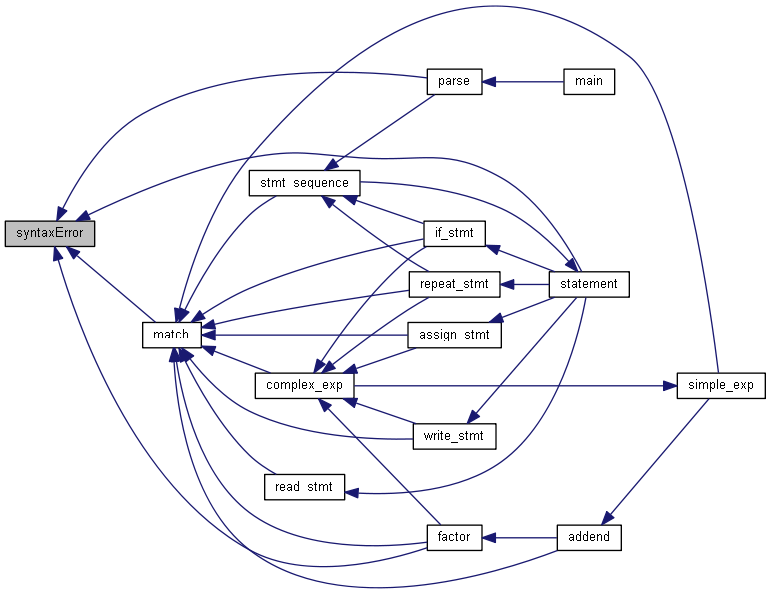 parse
main
stmt_sequence
syntaxError
if_stmt
repeat_stmt
statement
match
assign_stmt
complex_exp
simple_exp
write_stmt
read_stmt
factor
addend